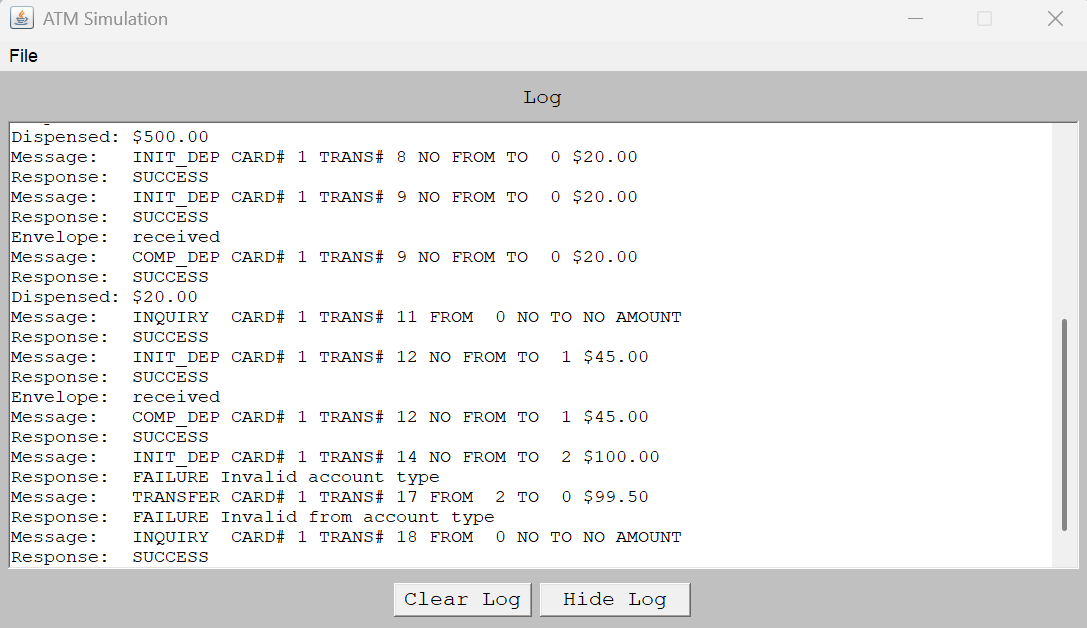 ATM Simulation
File
Log
Dispensed: $500.00
Message:   INIT_DEP CARD# 1 TRANS# 8 NO FROM TO  0 $20.00
Response:  SUCCESS
Message:   INIT_DEP CARD# 1 TRANS# 9 NO FROM TO  0 $20.00
Response:  SUCCESS
Envelope:  received
Message:   COMP_DEP CARD# 1 TRANS# 9 NO FROM TO  0 $20.00
Response:  SUCCESS
Dispensed: $20.00
Message:   INQUIRY  CARD# 1 TRANS# 11 FROM  0 NO TO NO AMOUNT
Response:  SUCCESS
Message:   INIT_DEP CARD# 1 TRANS# 12 NO FROM TO  1 $45.00
Response:  SUCCESS
Envelope:  received
Message:   COMP_DEP CARD# 1 TRANS# 12 NO FROM TO  1 $45.00
Response:  SUCCESS
Message:   INIT_DEP CARD# 1 TRANS# 14 NO FROM TO  2 $100.00
Response:  FAILURE Invalid account type
Message:   TRANSFER CARD# 1 TRANS# 17 FROM  2 TO  0 $99.50
Response:  FAILURE Invalid from account type
Message:   INQUIRY  CARD# 1 TRANS# 18 FROM  0 NO TO NO AMOUNT
Response:  SUCCESS
Clear Log
Hide Log